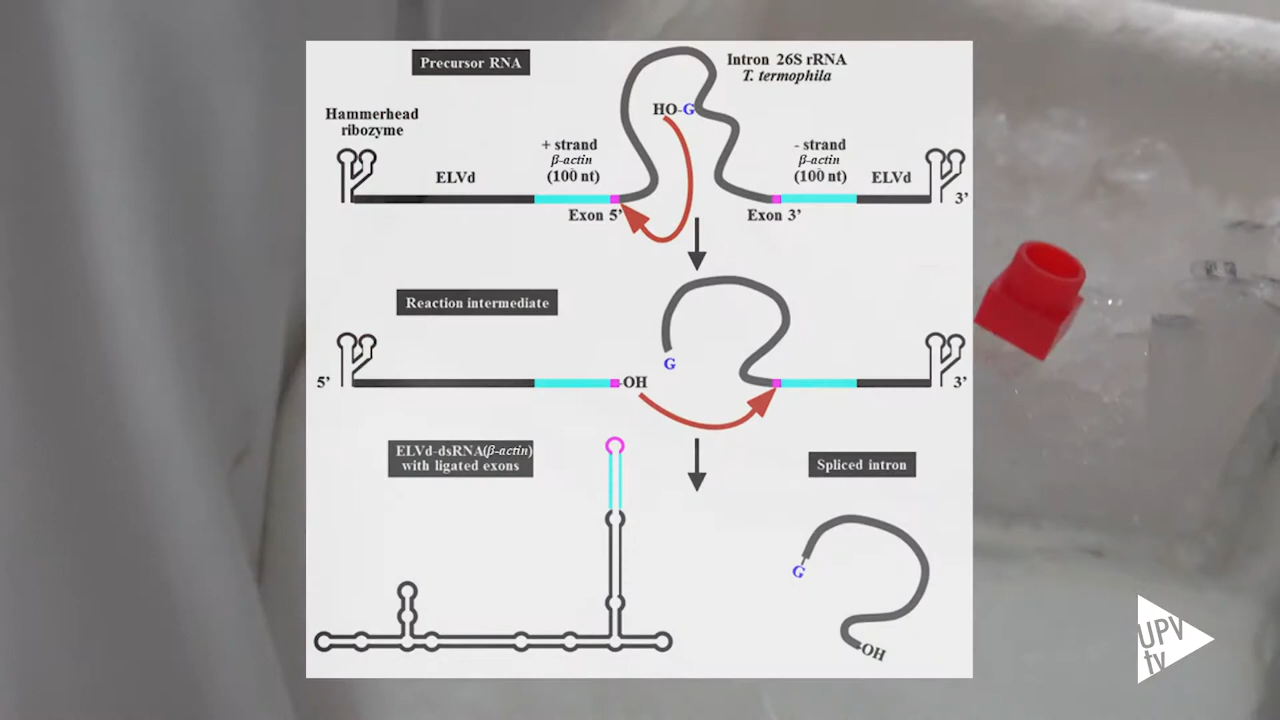 Precursor RNA
Intron 26S rRNA
T. termophila
Hammerhead
ribozyme
HO-G
+ strand
β-actin
(100 nt)
- strand
β-actin
(100 nt)
ELVd
ELVd
3’
Exon 5’
Exon 3’
Reaction intermediate
G
5’
-OH
3’
ELVd-dsRNA(β-actin)
with ligated exons
Spliced intron
G
-OH
UPV
tv